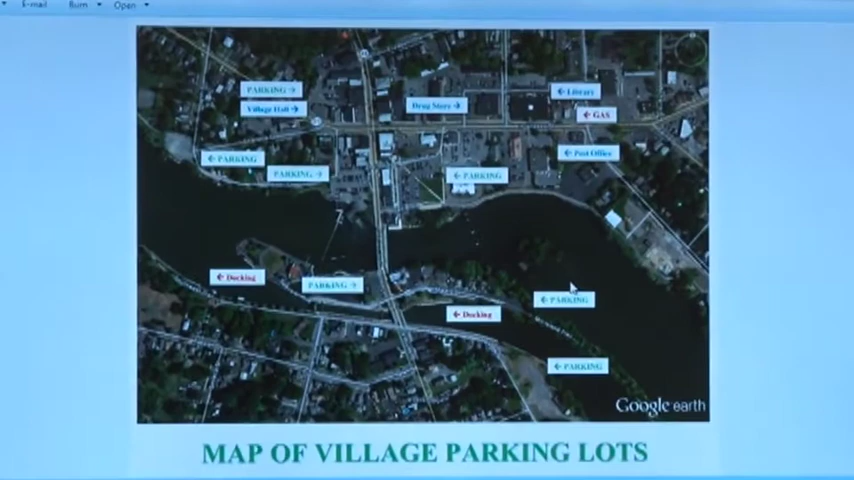 E-mail Burn Open
PARKING →
← Library
Village Hall →
Drug Store →
← GAS
← PARKING
← Post Office
PARKING →
← PARKING
← Docking
PARKING →
← PARKING
← Docking
← PARKING
Google earth
MAP OF VILLAGE PARKING LOTS